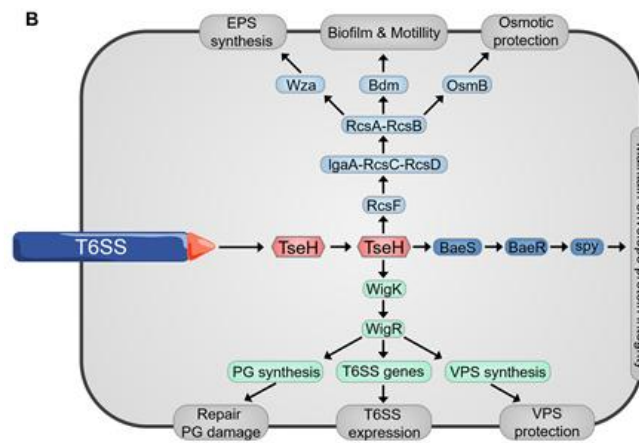 B
EPS
synthesis
Biofilm & Motillity
Osmotic
protection
Wza
Bdm
OsmB
RcsA-RcsB
IgaA-RcsC-RcsD
RcsF
T6SS
TseH
TseH
BaeS
BaeR
spy
WigK
WigR
PG synthesis
T6SS genes
VPS synthesis
Repair
PG damage
T6SS
expression
VPS
protection